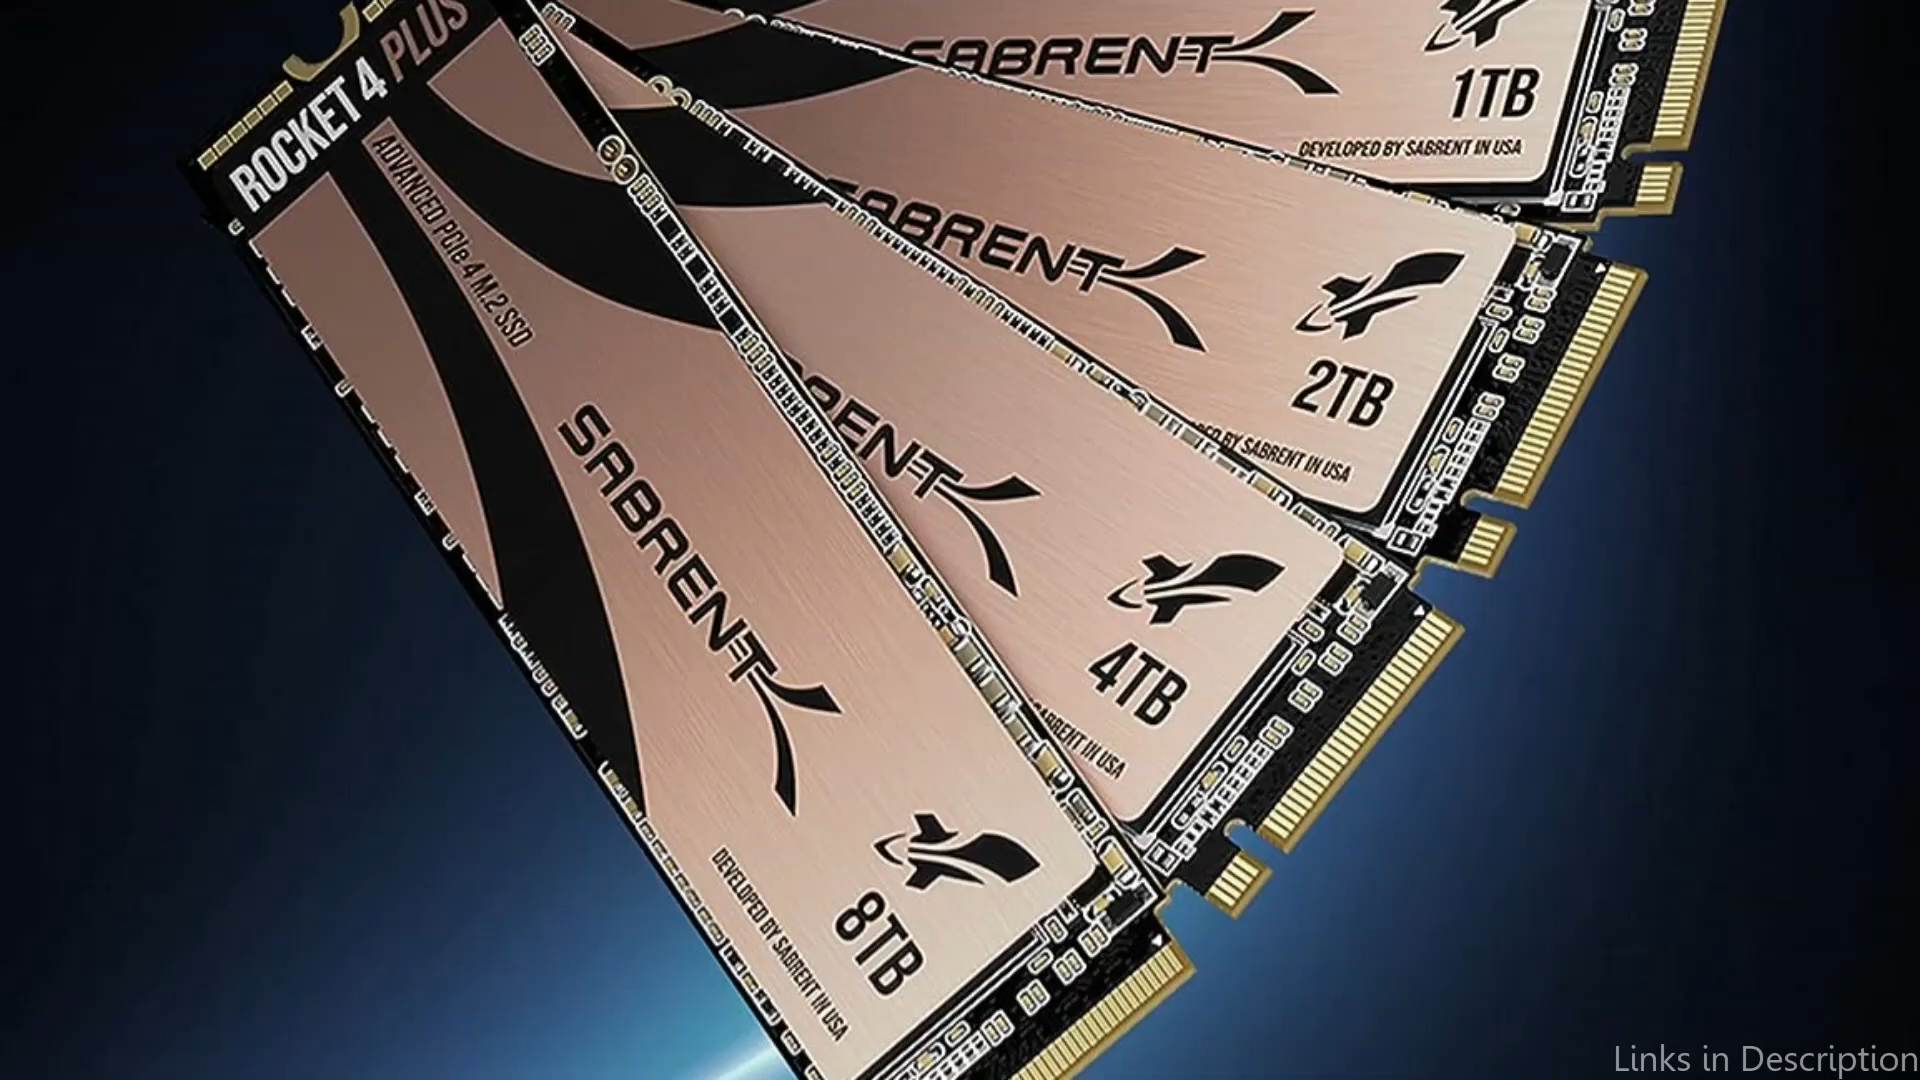 ROCKET 4 PLUS
ADVANCED PCIe 4 M.2 SSD
SABRENT
8TB
DEVELOPED BY SABRENT IN USA
4TB
SABRENT IN USA
SABRENT
2TB
BY SABRENT IN USA
SABRENT
1TB
DEVELOPED BY SABRENT IN USA
Links in Description